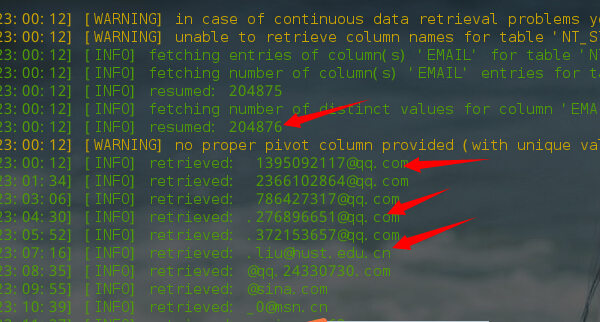 23:00:12] [WARNING] in case of continuous data retrieval problems
23:00:12] [WARNING] unable to retrieve column names for table
23:00:12] [INFO] fetching entries of column(s) 'EMAIL' for table
23:00:12] [INFO] fetching number of column(s) 'EMAIL' entries for
23:00:12] [INFO] resumed: 204875
23:00:12] [INFO] fetching number of distinct values for column
23:00:12] [INFO] resumed: 204876
23:00:12] [WARNING] no proper pivot column provided (with unique
23:00:12] [INFO] retrieved: 1395092117@qq.com
23:01:34] [INFO] retrieved: 2366102864@qq.com
23:03:06] [INFO] retrieved: 786427317@qq.com
23:04:30] [INFO] retrieved: .276896651@qq.com
23:05:52] [INFO] retrieved: .372153657@qq.com
23:07:16] [INFO] retrieved: .liu@hust.edu.cn
23:08:35] [INFO] retrieved: @qq.24330730.com
23:09:55] [INFO] retrieved: @sina.com
23:10:39] [INFO] retrieved: _0@msn.cn